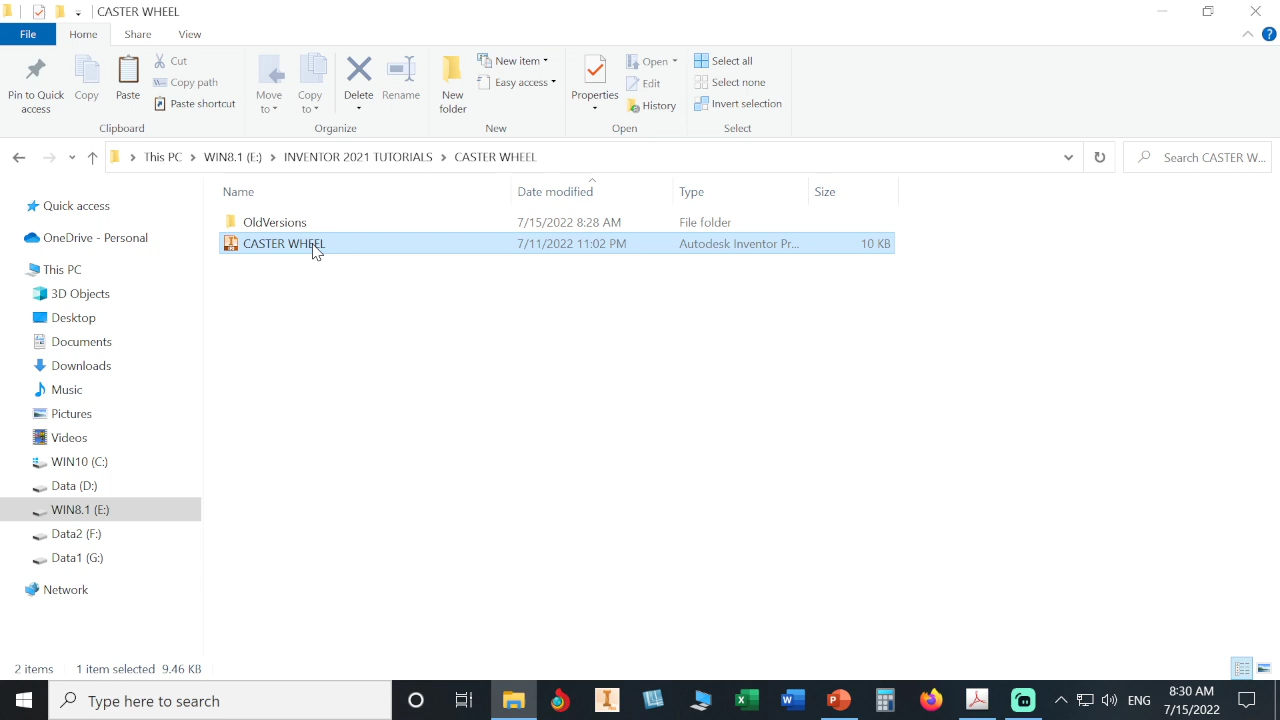 CASTER WHEEL
File Home Share View
Pin to Quick access
Copy
Paste
Cut
Copy path
Paste shortcut
Clipboard
Move to
Copy to
Delete
Rename
Organize
New folder
New item
Easy access
New
Properties
Open
Edit
History
Open
Select all
Select none
Invert selection
Select
This PC > WIN8.1 (E:) > INVENTOR 2021 TUTORIALS > CASTER WHEEL
Search CASTER W...
Name Date modified Type Size
OldVersions 7/15/2022 8:28 AM File folder
CASTER WHEEL 7/11/2022 11:02 PM Autodesk Inventor Pr... 10 KB
Quick access
OneDrive - Personal
This PC
3D Objects
Desktop
Documents
Downloads
Music
Pictures
Videos
WIN10 (C:)
Data (D:)
WIN8.1 (E:)
Data2 (F:)
Data1 (G:)
Network
2 items 1 item selected 9.46 KB
Type here to search
ENG
8:30 AM
7/15/2022